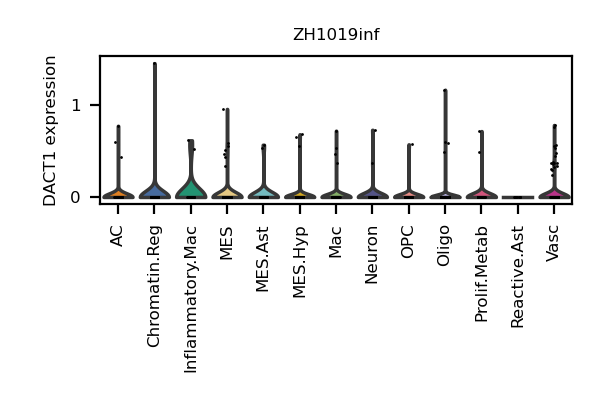 ZH1019inf
DACT1 expression
1
0
AC
Chromatin.Reg
Inflammatory.Mac
MES
MES.Ast
MES.Hyp
Mac
Neuron
OPC
Oligo
Prolif.Metab
Reactive.Ast
Vasc